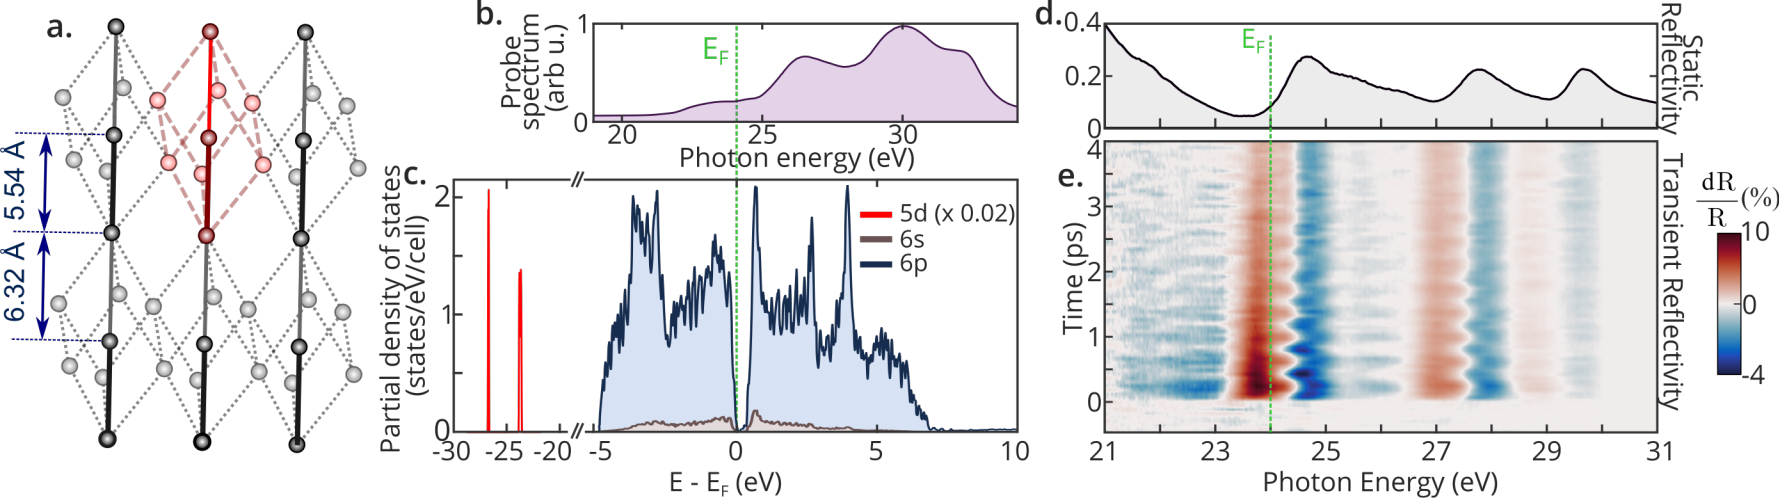 a.
5.54 Å
6.32 Å
b.
Probe
spectrum
(arb u.)
1
0
E_F
20
25
30
Photon energy (eV)
c.
Partial density of states
(states/eV/cell)
2
1
0
5d (x 0.02)
6s
6p
-30
-25
-20
-5
0
5
10
E - E_F (eV)
d.
0.4
0.2
0
E_F
Static
Reflectivity
e.
Time (ps)
4
3
2
1
0
21
23
25
27
29
31
Photon Energy (eV)
Transient Reflectivity
dR
R
(%)
10
0
-4